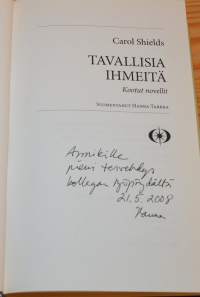 Carol Shields
TAVALLISIA
IHMEITÄ
Kootut novellit
SUOMENTANUT HANNA TARKKA
Annikille
pieni tervehdys
kollegan työpöydältä
21.5.2008
Hanna